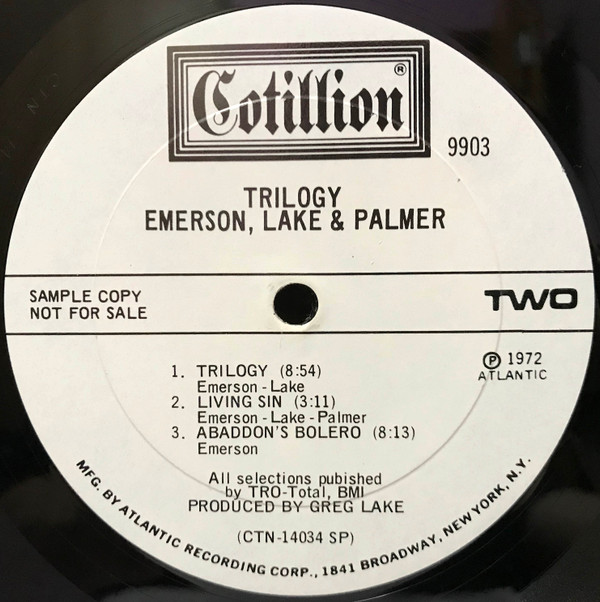 Cotillion®
9903
TRILOGY
EMERSON, LAKE & PALMER
SAMPLE COPY
NOT FOR SALE
TWO
℗ 1972
ATLANTIC
1. TRILOGY (8:54)
Emerson - Lake
2. LIVING SIN (3:11)
Emerson - Lake - Palmer
3. ABADDON'S BOLERO (8:13)
Emerson
All selections pubished
by TRO-Total, BMI
PRODUCED BY GREG LAKE
(CTN-14034 SP)
MFG. BY ATLANTIC RECORDING CORP., 1841 BROADWAY, NEW YORK, N.Y.